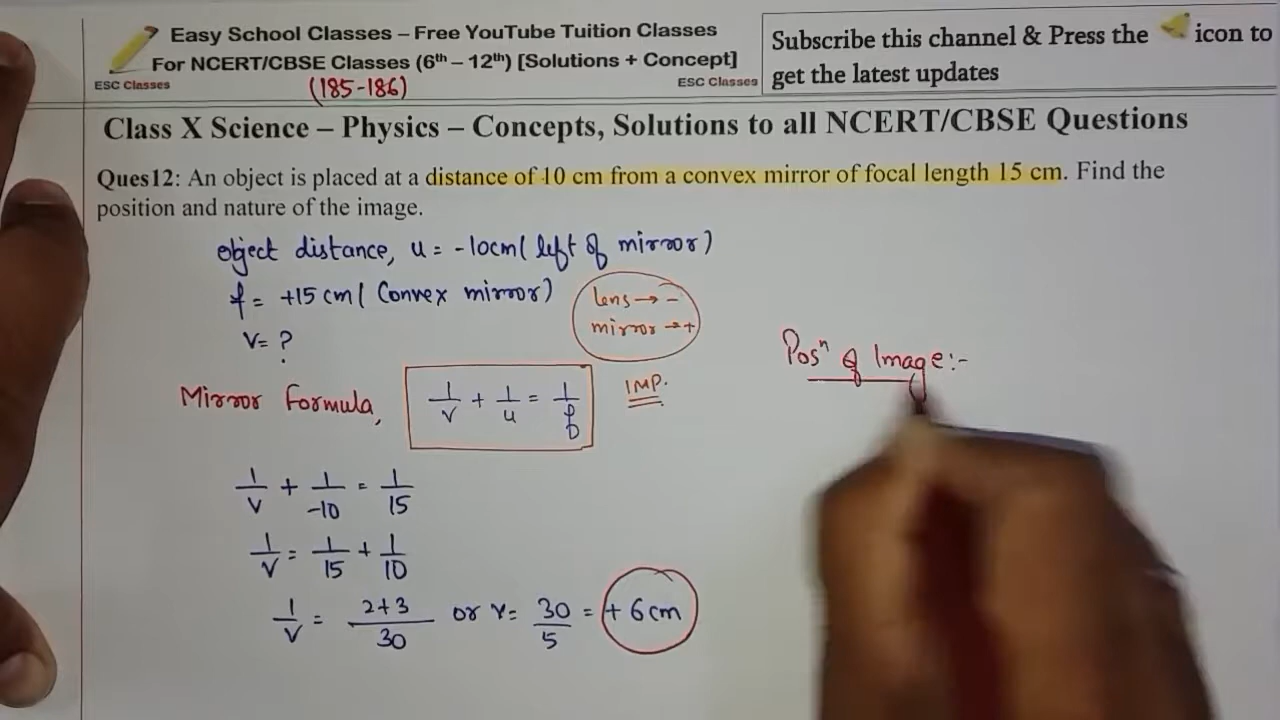 Easy School Classes – Free YouTube Tuition Classes
For NCERT/CBSE Classes (6th – 12th) [Solutions + Concept]
ESC Classes
(185-186)
ESC Classes
Subscribe this channel & Press the icon to
get the latest updates
Class X Science – Physics – Concepts, Solutions to all NCERT/CBSE Questions
Ques12: An object is placed at a distance of 10 cm from a convex mirror of focal length 15 cm. Find the
position and nature of the image.
object distance, u = -10cm (left of mirror)
f = +15 cm ( Convex mirror)
lens → -
mirror → +
v = ?
Posⁿ of Image:-
Mirror formula,
1/v + 1/u = 1/f
IMP.
1/v + 1/-10 = 1/15
1/v = 1/15 + 1/10
1/v = 2+3/30 or v = 30/5 = +6cm